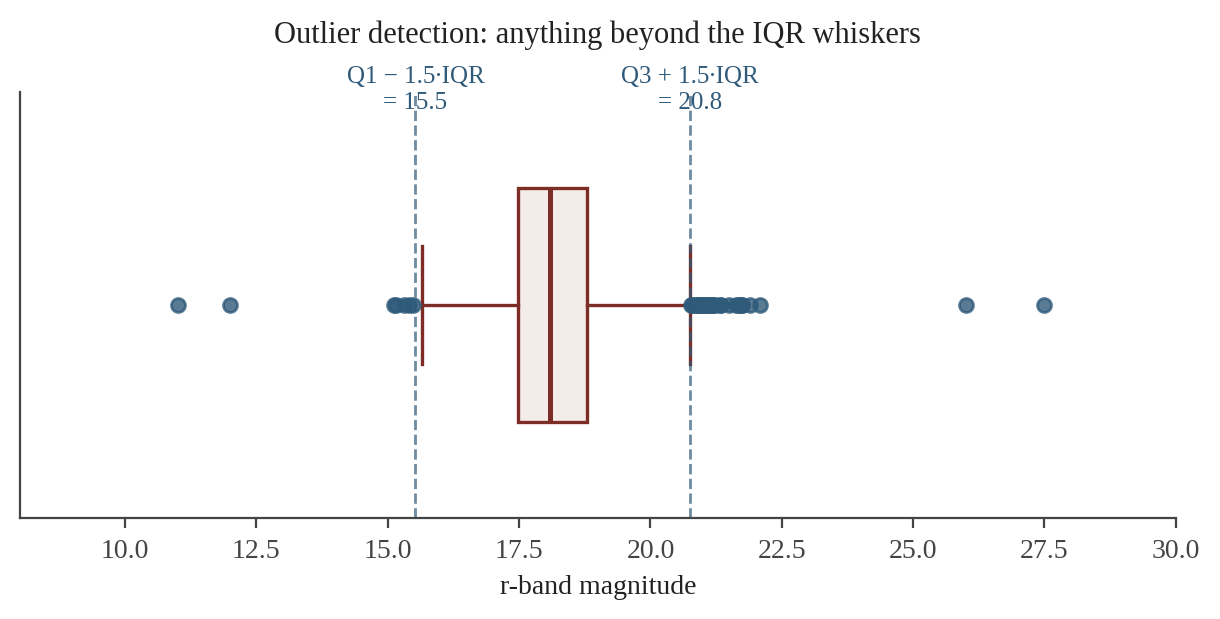 Outlier detection: anything beyond the IQR whiskers
Q1 − 1.5·IQR
= 15.5
Q3 + 1.5·IQR
= 20.8
10.0 12.5 15.0 17.5 20.0 22.5 25.0 27.5 30.0
r-band magnitude